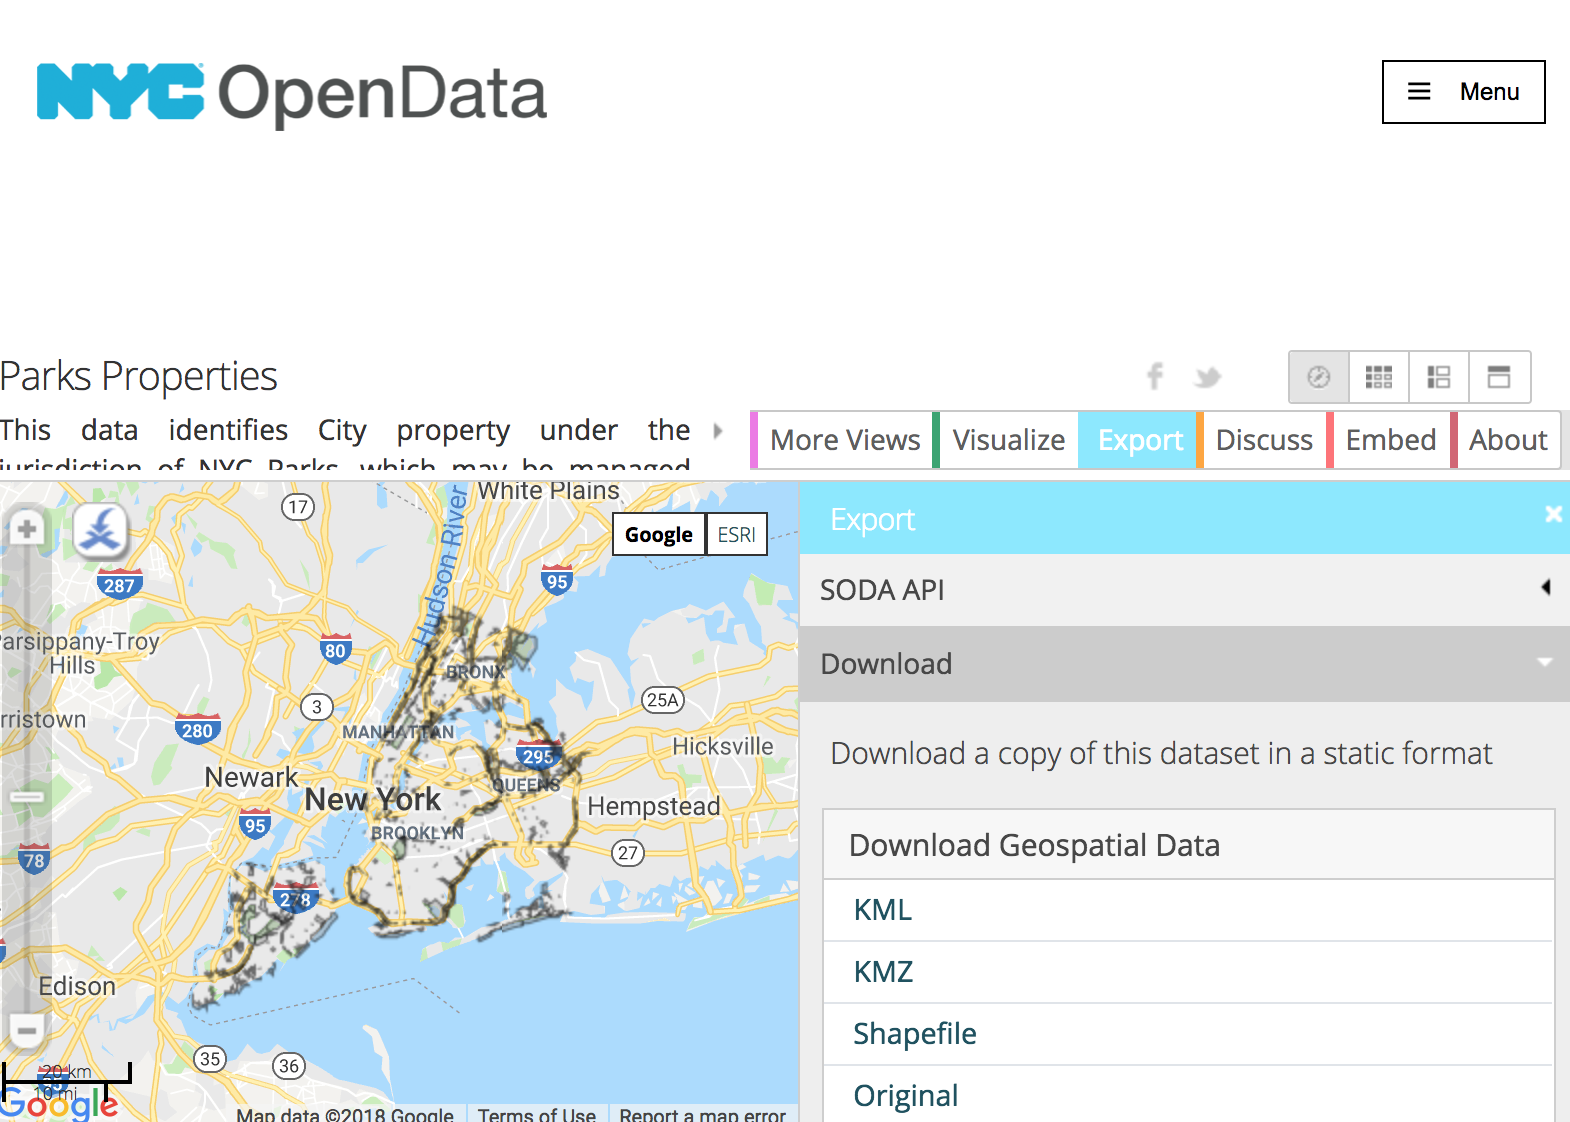 NYC OpenData
Menu
Parks Properties
This data identifies City property under the
jurisdiction of NYC Parks, which may be managed
More Views
Visualize
Export
Discuss
Embed
About
White Plains
17
Google
ESRI
Hudson River
287
95
Parsippany-Troy
Hills
80
BRONX
3
25A
rristown
280
MANHATTAN
Hicksville
295
Newark
QUEENS
New York
Hempstead
95
BROOKLYN
78
27
278
Edison
35
36
20 km
10 mi
Google
Map data ©2018 Google
Terms of Use
Report a map error
Export
SODA API
Download
Download a copy of this dataset in a static format
Download Geospatial Data
KML
KMZ
Shapefile
Original